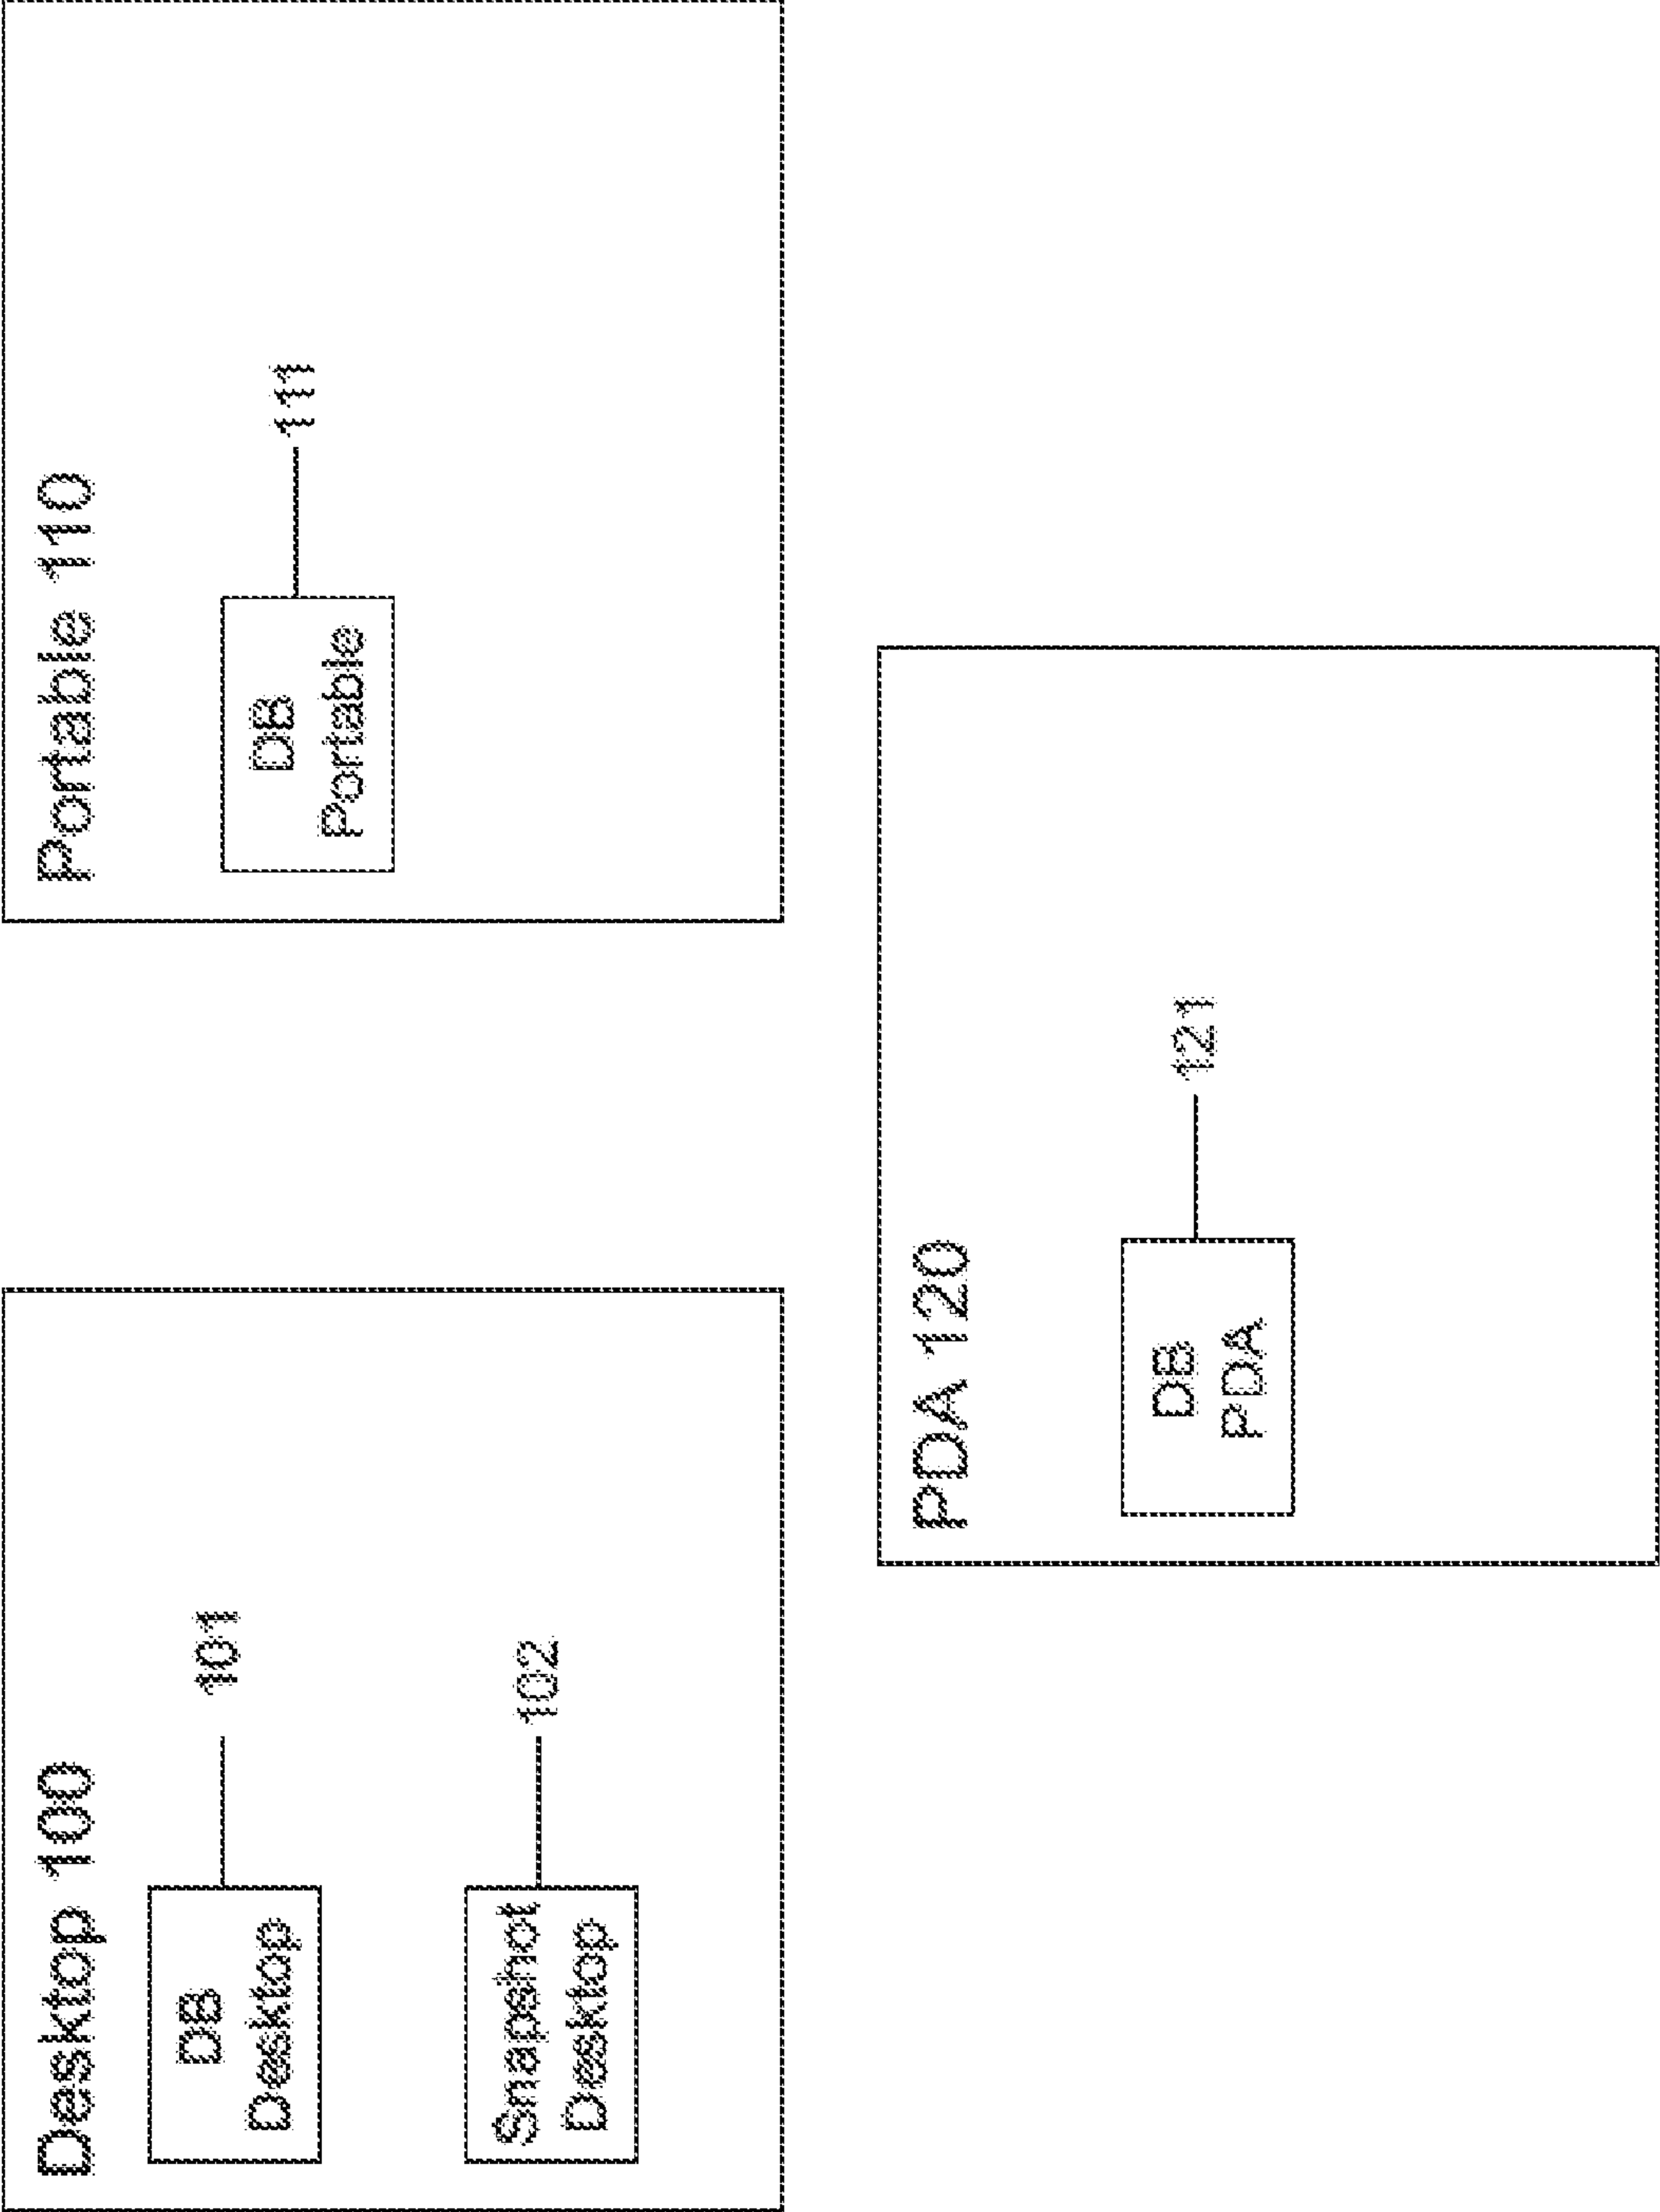 Desktop 100
DB
Desktop
101
Snapshot
Desktop
102
Portable 110
DB
Portable
111
PDA 120
DB
PDA
121